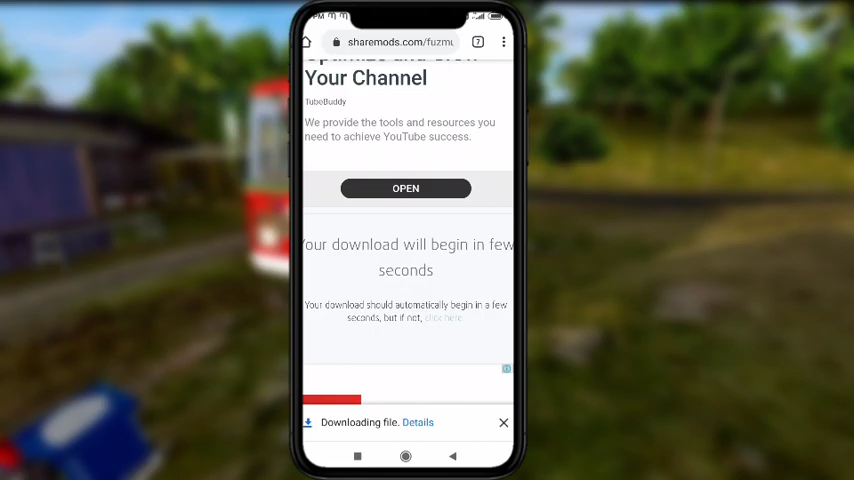 sharemods.com/fuzmu
7
Your Channel
TubeBuddy
We provide the tools and resources you
need to achieve YouTube success.
OPEN
Your download will begin in few
seconds
Your download should automatically begin in a few
seconds, but if not, click here
Downloading file. Details